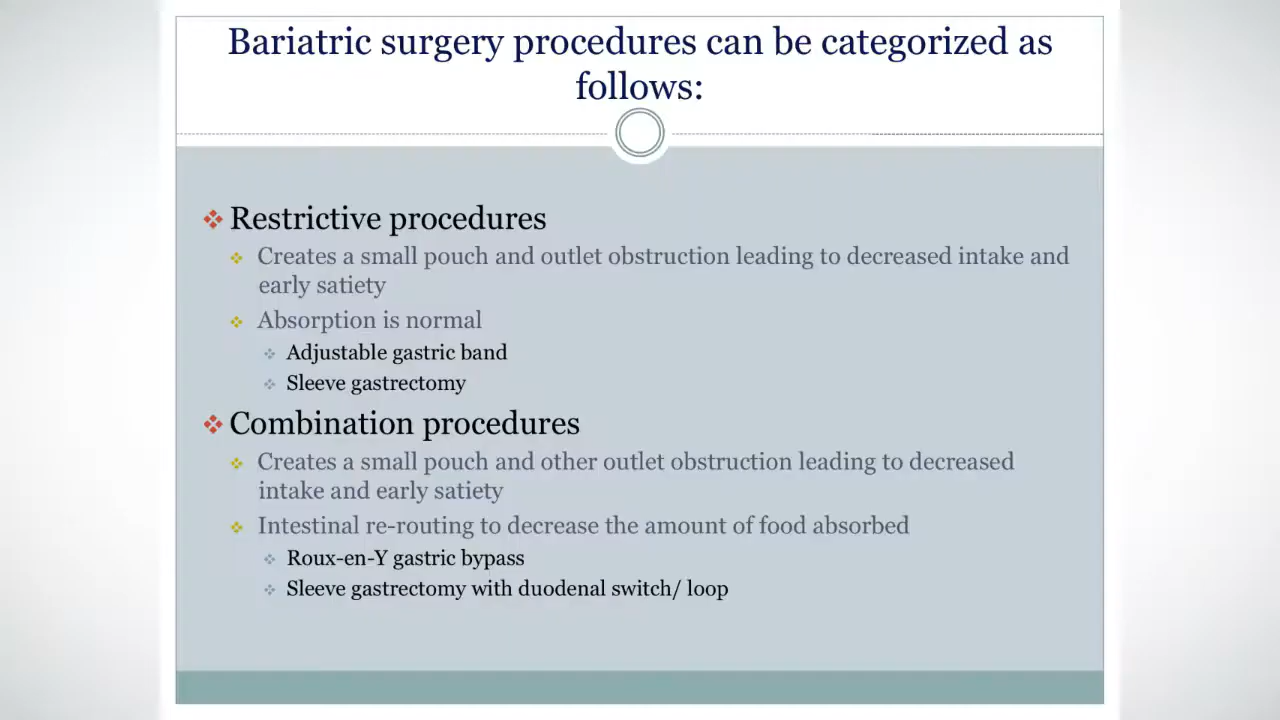 Bariatric surgery procedures can be categorized as
follows:
Restrictive procedures
Creates a small pouch and outlet obstruction leading to decreased intake and
early satiety
Absorption is normal
Adjustable gastric band
Sleeve gastrectomy
Combination procedures
Creates a small pouch and other outlet obstruction leading to decreased
intake and early satiety
Intestinal re-routing to decrease the amount of food absorbed
Roux-en-Y gastric bypass
Sleeve gastrectomy with duodenal switch/ loop